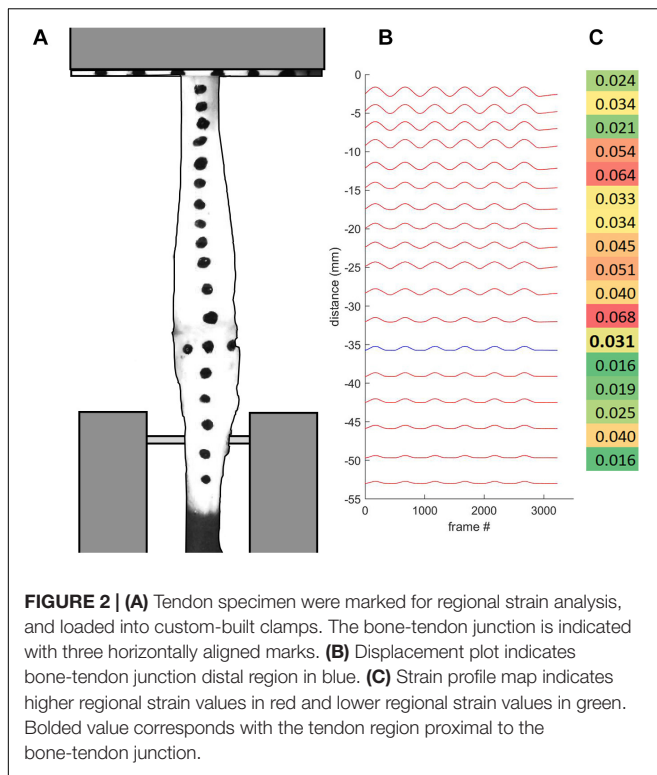 A
B
C
0
-5
-10
-15
-20
-25
-30
-35
-40
-45
-50
-55
distance (mm)
0 1000 2000 3000
frame #
0.024
0.034
0.021
0.054
0.064
0.033
0.034
0.045
0.051
0.040
0.068
0.031
0.016
0.019
0.025
0.040
0.016
FIGURE 2 | (A) Tendon specimen were marked for regional strain analysis,
and loaded into custom-built clamps. The bone-tendon junction is indicated
with three horizontally aligned marks. (B) Displacement plot indicates
bone-tendon junction distal region in blue. (C) Strain profile map indicates
higher regional strain values in red and lower regional strain values in green.
Bolded value corresponds with the tendon region proximal to the
bone-tendon junction.